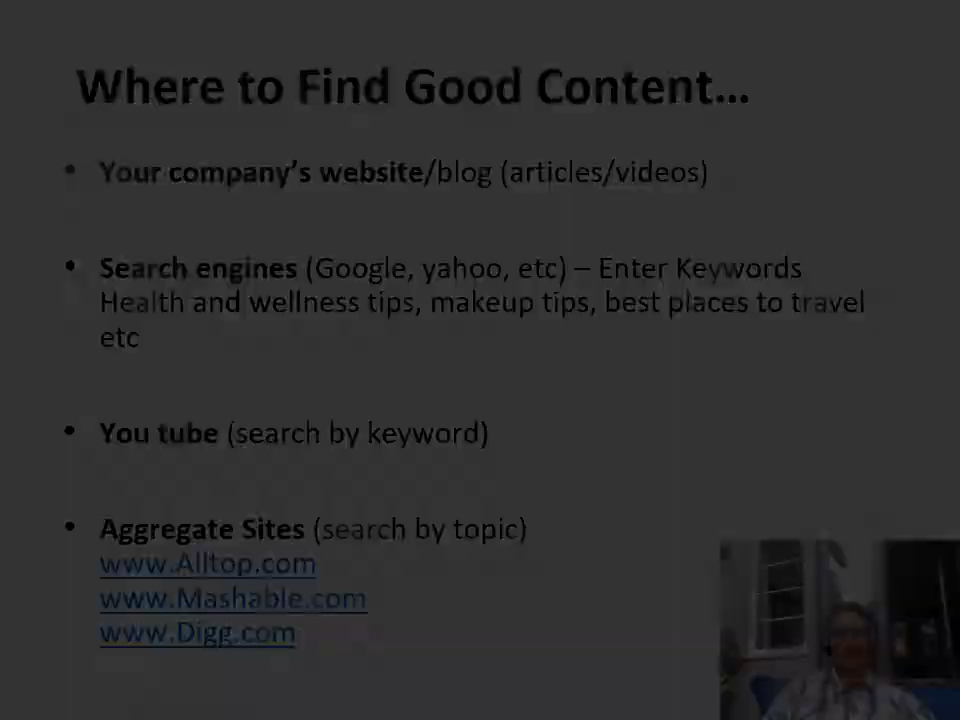 Where to Find Good Content…
• Your company’s website/blog (articles/videos)
• Search engines (Google, yahoo, etc) – Enter Keywords
Health and wellness tips, makeup tips, best places to travel
etc
• You tube (search by keyword)
• Aggregate Sites (search by topic)
www.Alltop.com
www.Mashable.com
www.Digg.com